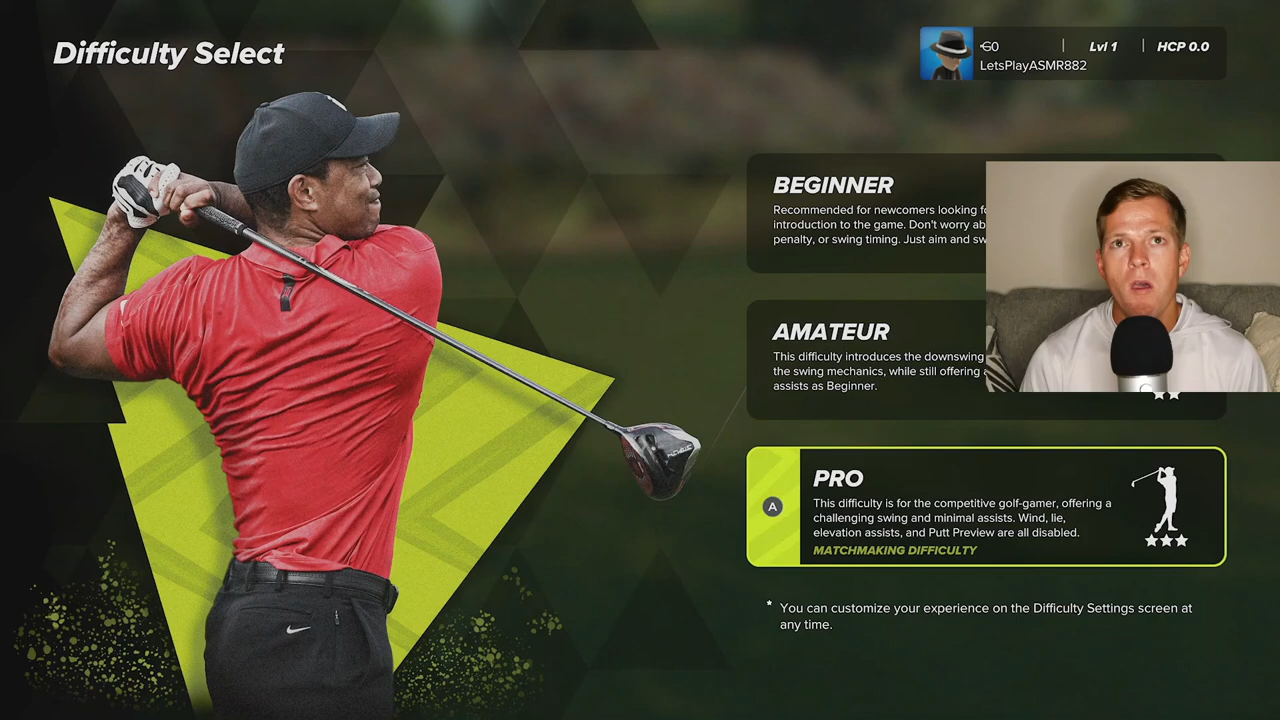 Difficulty Select
0
Lvl 1
HCP 0.0
LetsPlayASMR882
BEGINNER
Recommended for newcomers looking
introduction to the game. Don't worry
penalty, or swing timing. Just aim and
AMATEUR
This difficulty introduces the downswing
the swing mechanics, while still offering
assists as Beginner.
PRO
A
This difficulty is for the competitive golf-gamer, offering a
challenging swing and minimal assists. Wind, lie,
elevation assists, and Putt Preview are all disabled.
MATCHMAKING DIFFICULTY
* You can customize your experience on the Difficulty Settings screen at
any time.